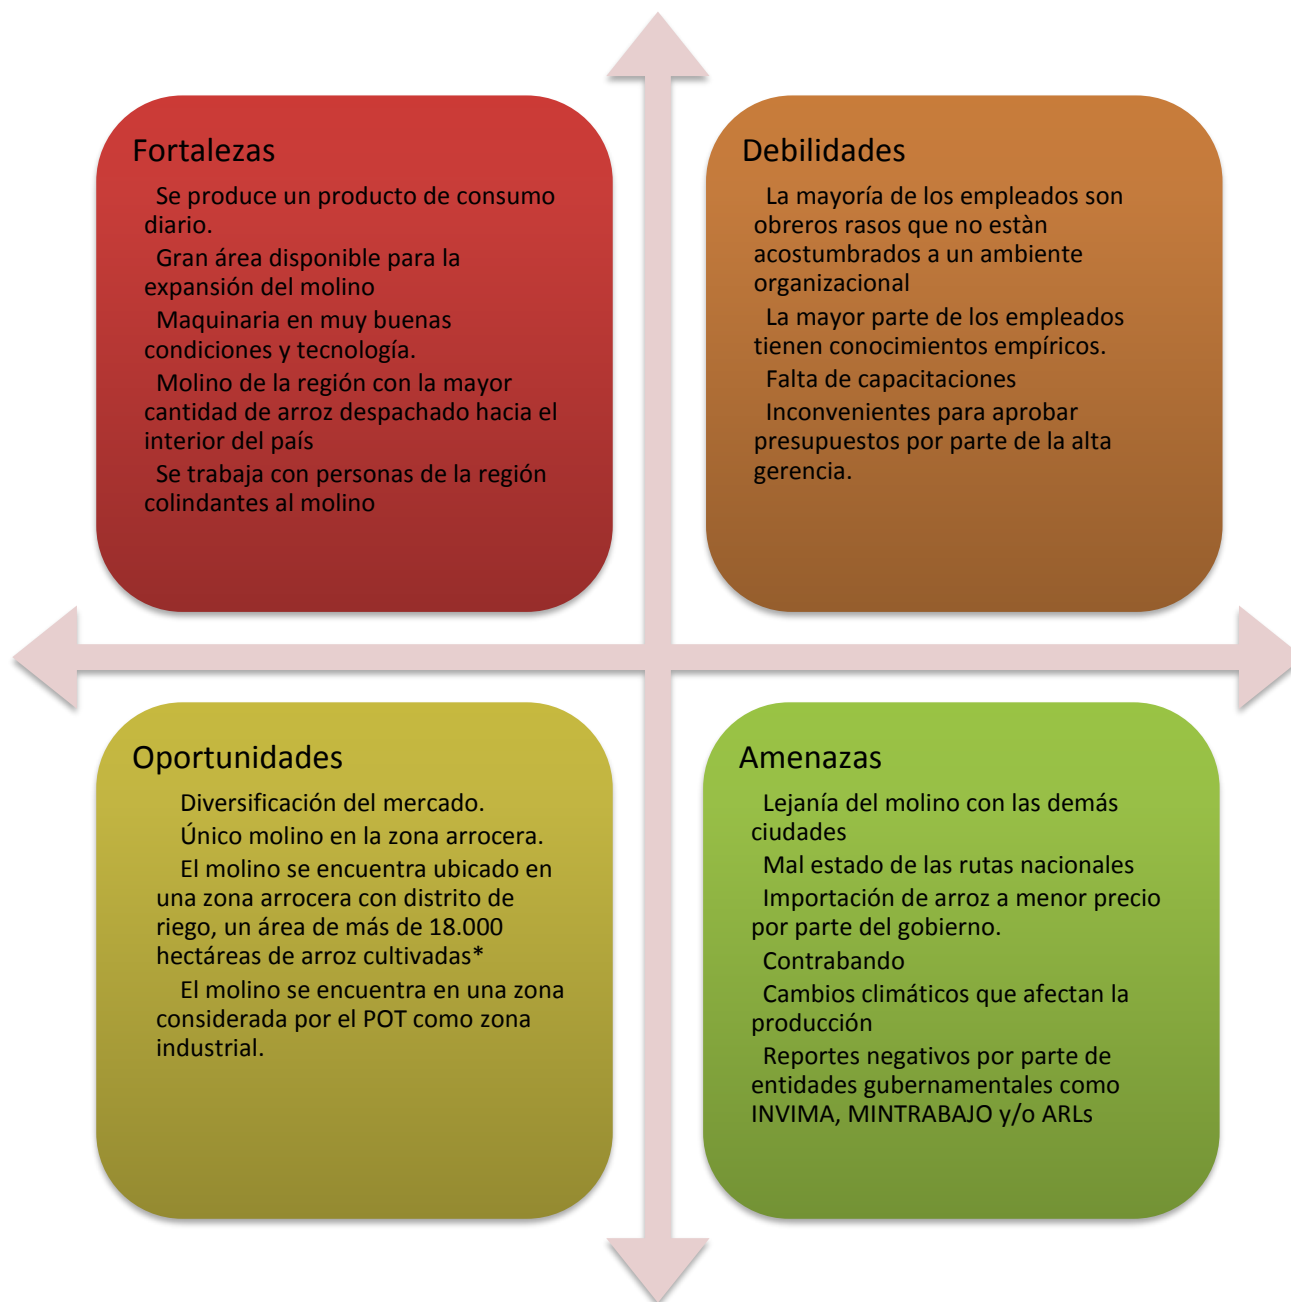 Fortalezas
Se produce un producto de consumo
diario.
Gran área disponible para la
expansión del molino
Maquinaria en muy buenas
condiciones y tecnología.
Molino de la región con la mayor
cantidad de arroz despachado hacia el
interior del país
Se trabaja con personas de la región
colindantes al molino
Debilidades
La mayoría de los empleados son
obreros rasos que no estàn
acostumbrados a un ambiente
organizacional
La mayor parte de los empleados
tienen conocimientos empíricos.
Falta de capacitaciones
Inconvenientes para aprobar
presupuestos por parte de la alta
gerencia.
Oportunidades
Diversificación del mercado.
Único molino en la zona arrocera.
El molino se encuentra ubicado en
una zona arrocera con distrito de
riego, un área de más de 18.000
hectáreas de arroz cultivadas*
El molino se encuentra en una zona
considerada por el POT como zona
industrial.
Amenazas
Lejanía del molino con las demás
ciudades
Mal estado de las rutas nacionales
Importación de arroz a menor precio
por parte del gobierno.
Contrabando
Cambios climáticos que afectan la
producción
Reportes negativos por parte de
entidades gubernamentales como
INVIMA, MINTRABAJO y/o ARLs